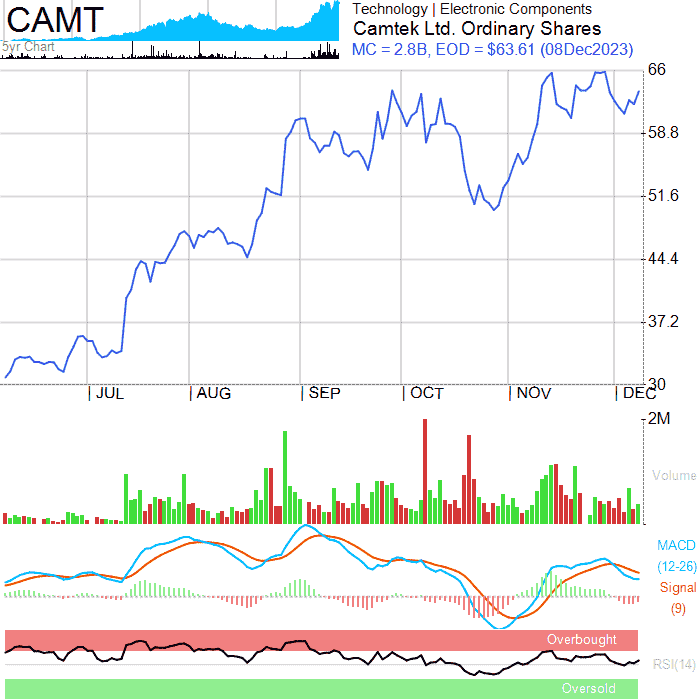 CAMT
5yr Chart
Technology | Electronic Components
Camtek Ltd. Ordinary Shares
MC = 2.8B, EOD = $63.61 (08Dec2023)
66
58.8
51.6
44.4
37.2
30
| JUL | AUG | SEP | OCT | NOV | DEC
2M
Volume
MACD
(12-26)
Signal
(9)
Overbought
RSI(14)
Oversold